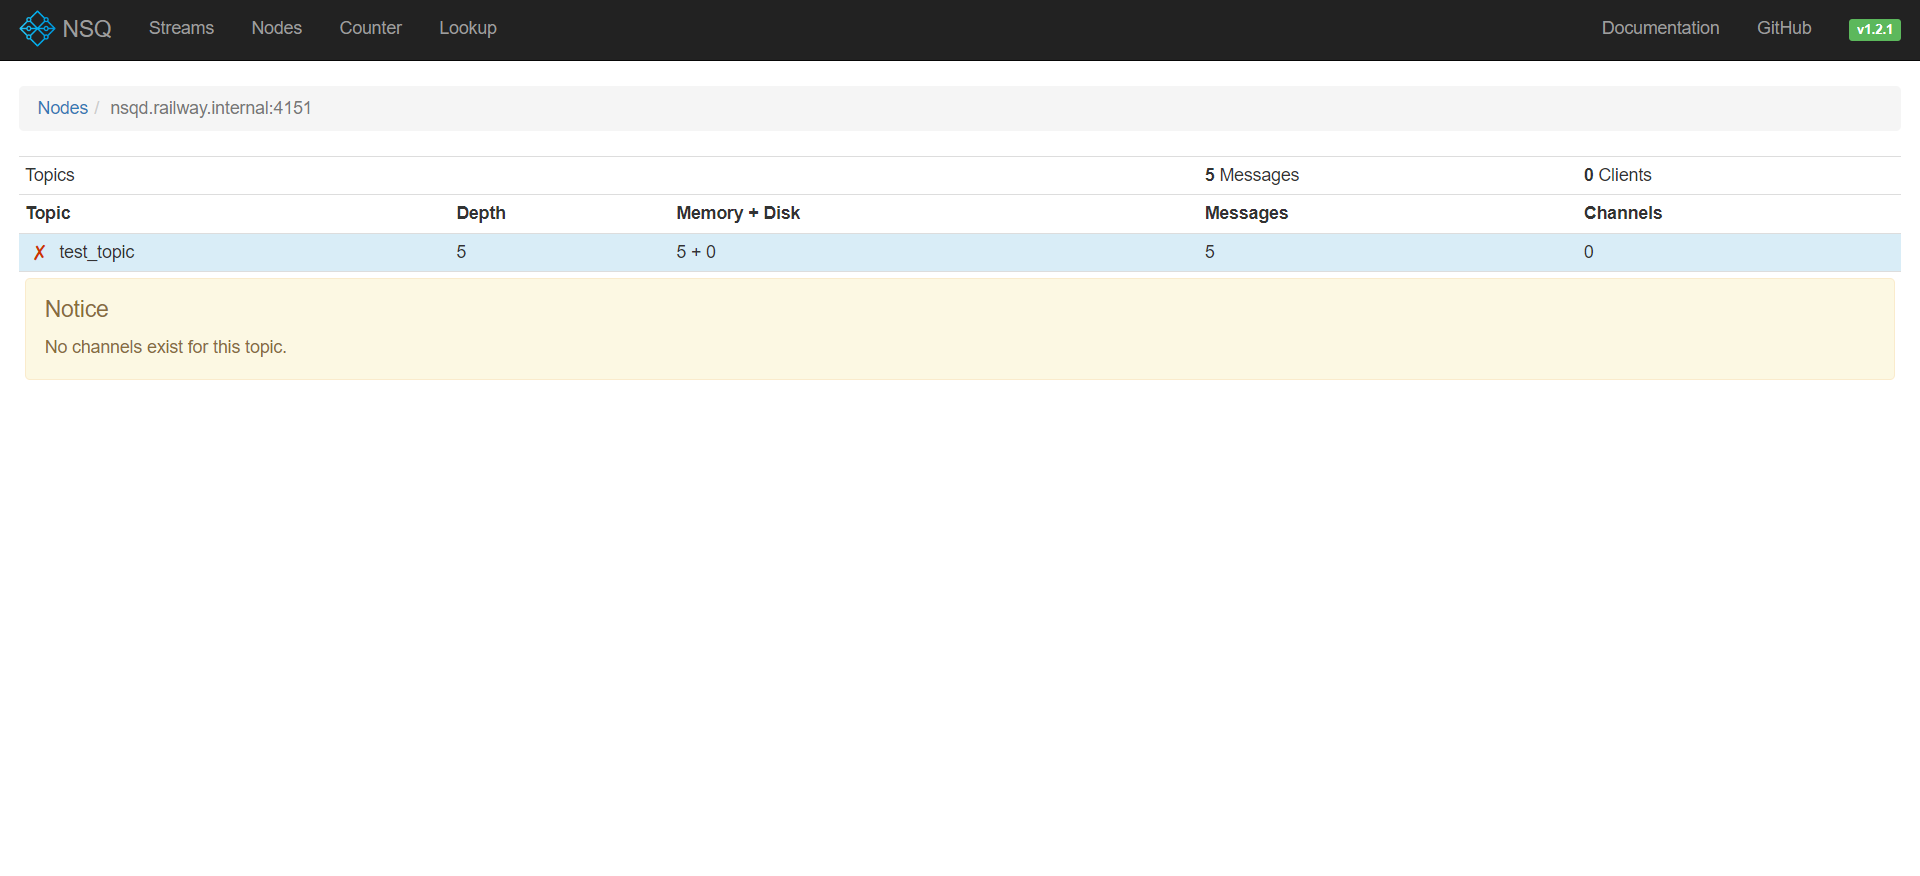 NSQ Streams Nodes Counter Lookup Documentation GitHub v1.2.1
Nodes / nsqd.railway.internal:4151
Topics 5 Messages 0 Clients
Topic Depth Memory + Disk Messages Channels
✗ test_topic 5 5 + 0 5 0
Notice
No channels exist for this topic.